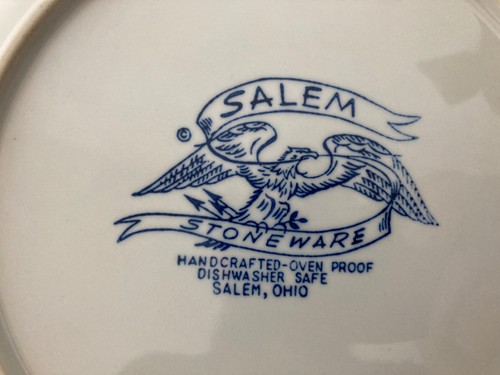 SALEM
©
STONEWARE
HANDCRAFTED-OVEN PROOF
DISHWASHER SAFE
SALEM, OHIO